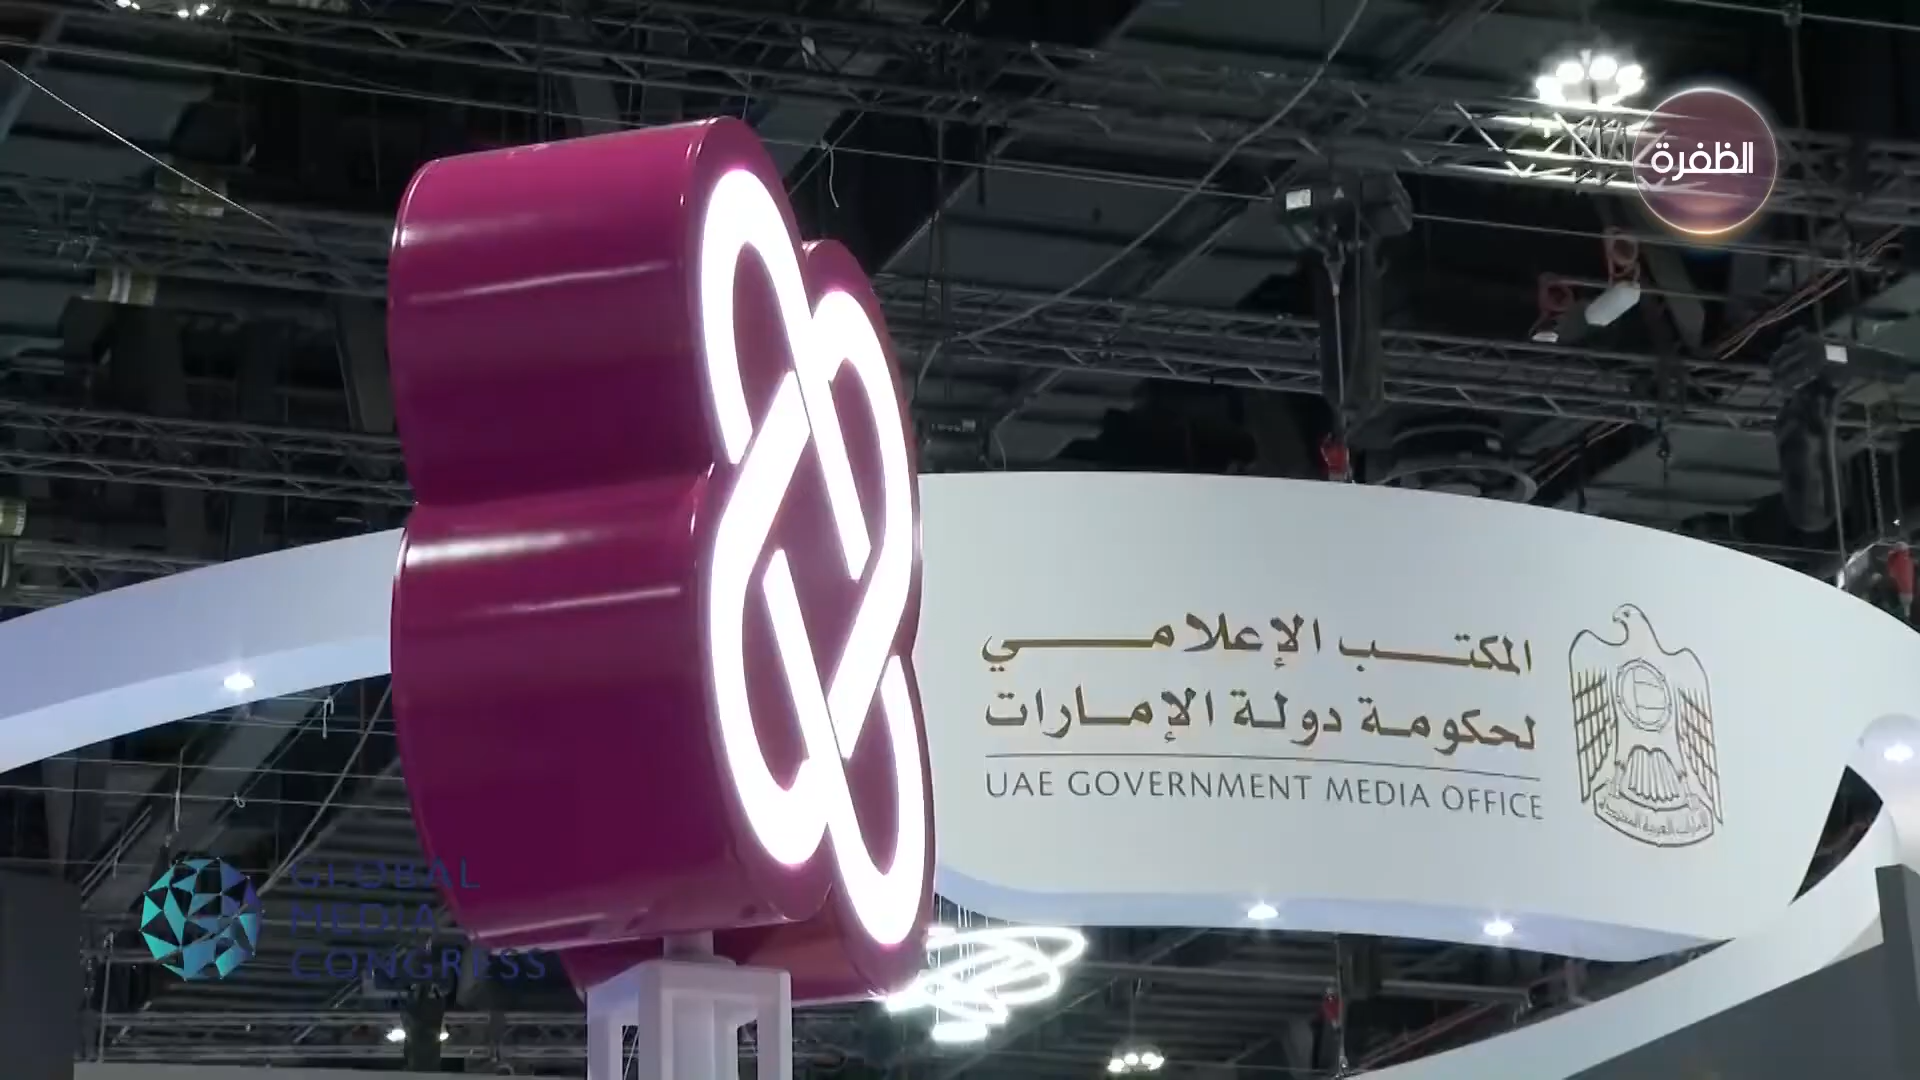 الظفرة
المكتب الإعلامي
لحكومة دولة الإمارات
UAE GOVERNMENT MEDIA OFFICE
GLOBAL
MEDIA
CONGRESS